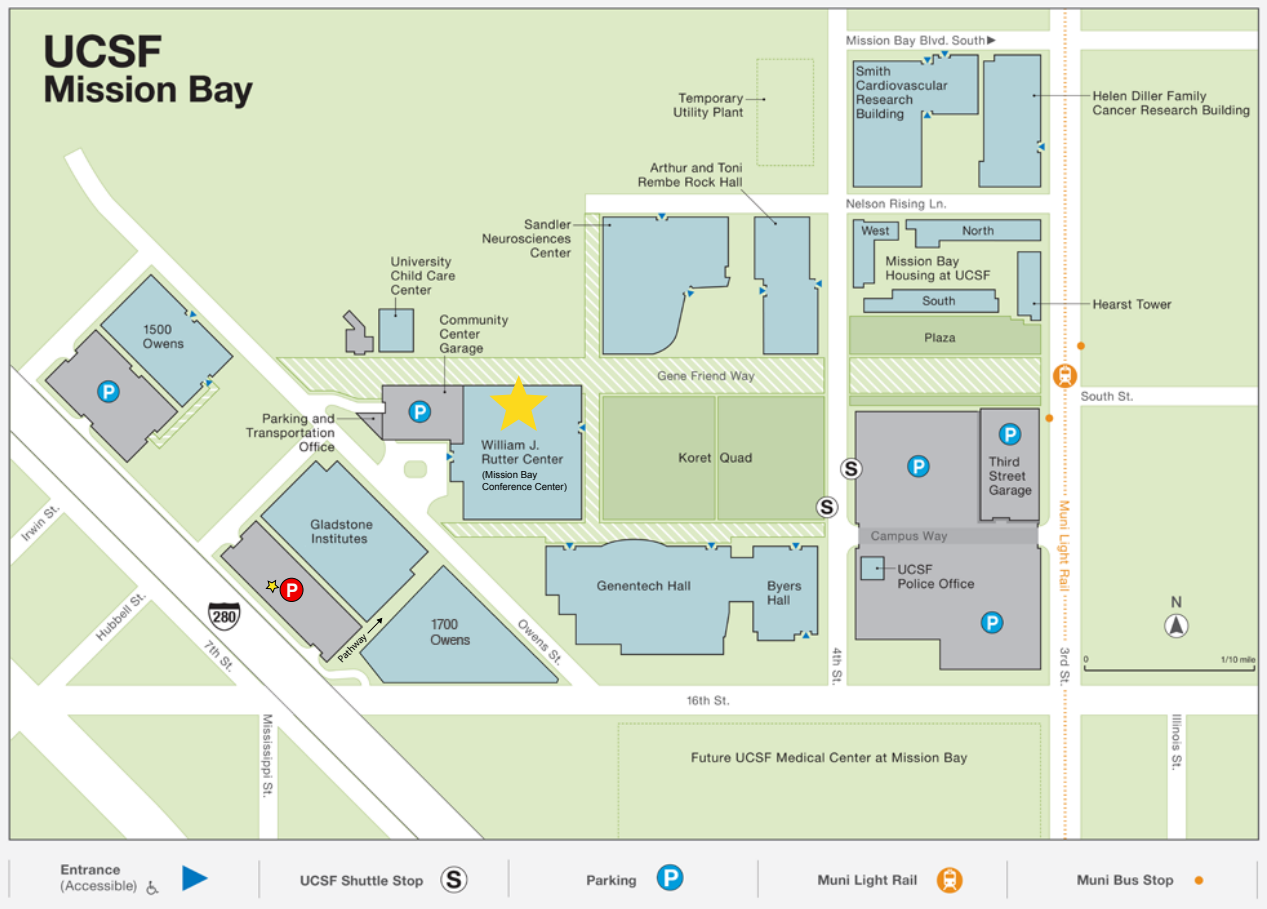 UCSF
Mission Bay
Mission Bay Blvd. South
Smith
Cardiovascular
Research
Building
Helen Diller Family
Cancer Research Building
Temporary
Utility Plant
Arthur and Toni
Rembe Rock Hall
Nelson Rising Ln.
Sandler
Neurosciences
Center
West
North
Mission Bay
Housing at UCSF
South
Hearst Tower
Plaza
University
Child Care
Center
Community
Center
Garage
1500
Owens
P
Gene Friend Way
South St.
Parking and
Transportation
Office
P
William J.
Rutter Center
(Mission Bay
Conference Center)
Koret Quad
S
S
P
P
Third
Street
Garage
Muni Light Rail
Campus Way
Irwin St.
Gladstone
Institutes
P
Genentech Hall
Byers
Hall
UCSF
Police Office
P
Hubbell St.
280
7th St.
Pathway
1700
Owens
Owens St.
4th St.
3rd St.
N
0
1/10 mile
16th St.
Mississippi St.
Illinois St.
Future UCSF Medical Center at Mission Bay
Entrance
(Accessible)
UCSF Shuttle Stop S
Parking P
Muni Light Rail
Muni Bus Stop